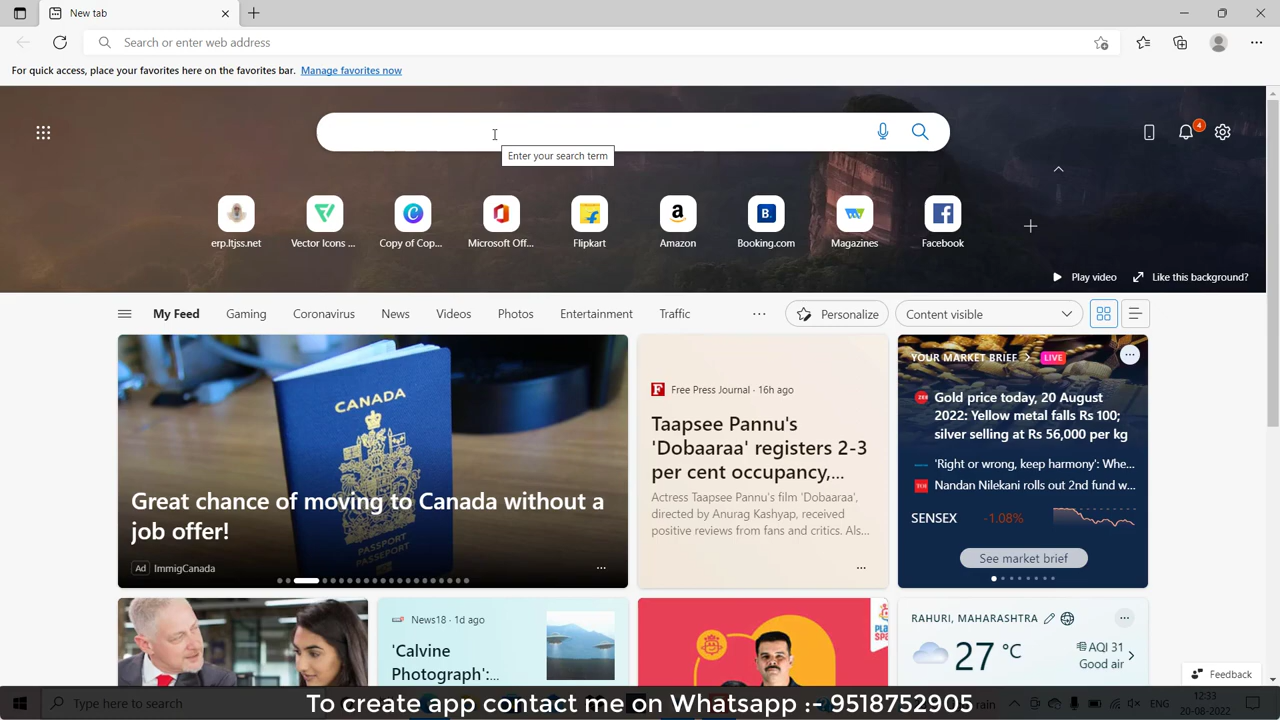 New tab
Search or enter web address
For quick access, place your favorites here on the favorites bar. Manage favorites now
Enter your search term
4
erp.ltjss.net
Vector Icons ...
Copy of Cop...
Microsoft Off...
Flipkart
Amazon
Booking.com
Magazines
Facebook
Play video
Like this background?
My Feed
Gaming
Coronavirus
News
Videos
Photos
Entertainment
Traffic
Personalize
Content visible
CANADA
PASSPORT
PASSEPORT
Great chance of moving to Canada without a
job offer!
Ad ImmigCanada
Free Press Journal · 16h ago
Taapsee Pannu's
'Dobaaraa' registers 2-3
per cent occupancy,...
Actress Taapsee Pannu's film 'Dobaaraa',
directed by Anurag Kashyap, received
positive reviews from fans and critics. Als...
YOUR MARKET BRIEF LIVE
Gold price today, 20 August
2022: Yellow metal falls Rs 100;
silver selling at Rs 56,000 per kg
'Right or wrong, keep harmony': Whe...
Nandan Nilekani rolls out 2nd fund w...
SENSEX -1.08%
See market brief
News18 · 1d ago
'Calvine
Photograph':...
RAHURI, MAHARASHTRA
27 °C
AQI 31
Good air
Feedback
Type here to search
To create app contact me on Whatsapp :- 9518752905
rain
ENG
12:33
20-08-2022